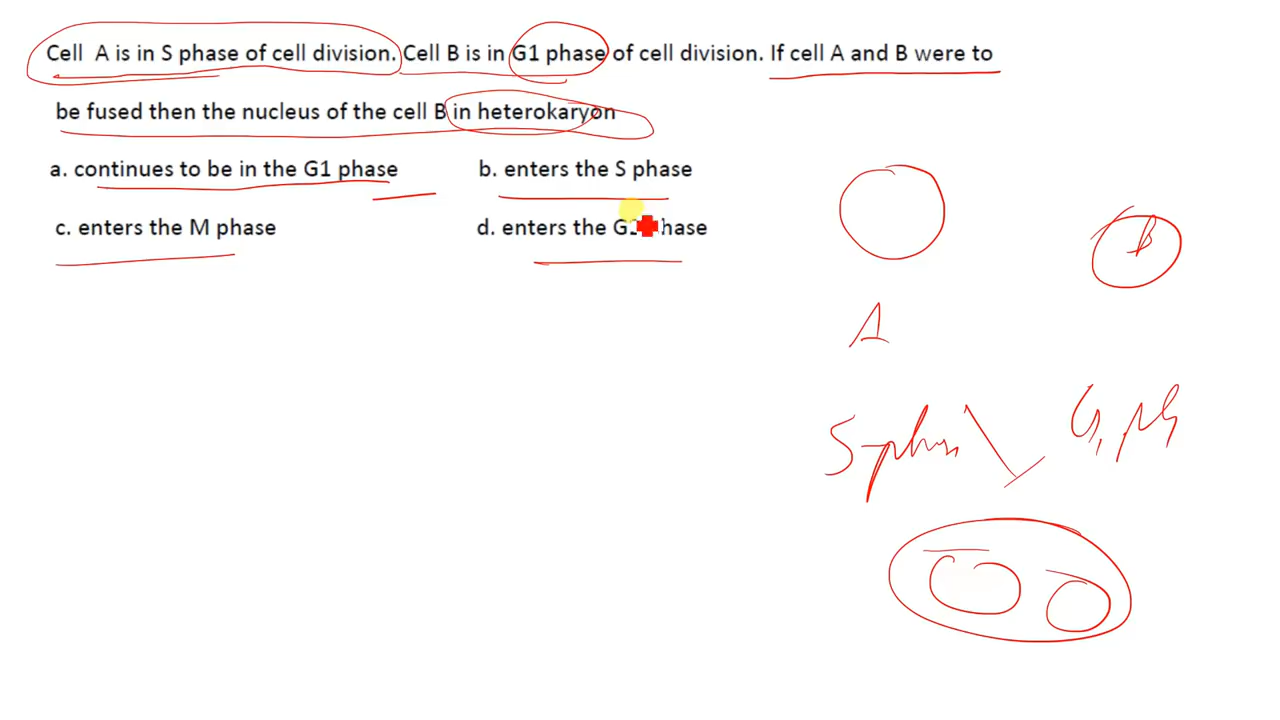 Cell A is in S phase of cell division. Cell B is in G1 phase of cell division. If cell A and B were to
be fused then the nucleus of the cell B in heterokaryon
a. continues to be in the G1 phase b. enters the S phase
c. enters the M phase d. enters the phase
B
A
S phase